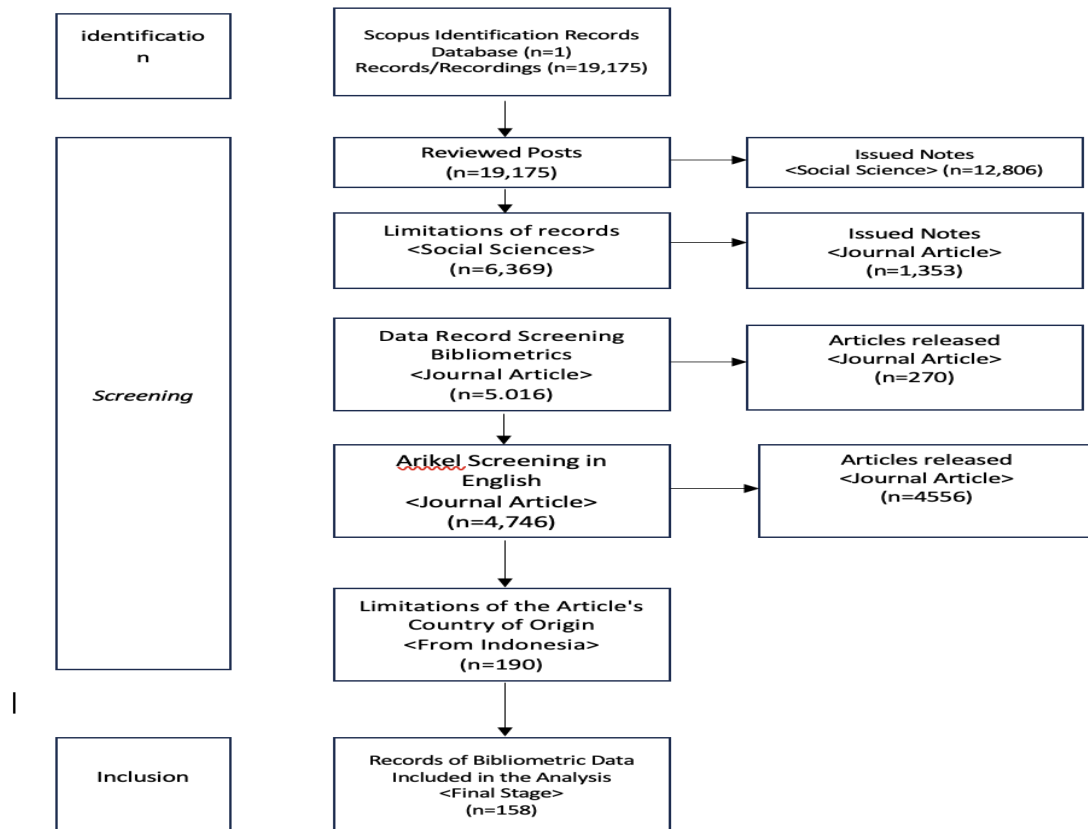 identificatio
n
Scopus Identification Records
Database (n=1)
Records/Recordings (n=19,175)
Reviewed Posts
(n=19,175)
Issued Notes
<Social Science> (n=12,806)
Limitations of records
<Social Sciences>
(n=6,369)
Issued Notes
<Journal Article>
(n=1,353)
Screening
Data Record Screening
Bibliometrics
<Journal Article>
(n=5.016)
Articles released
<Journal Article>
(n=270)
Arikel Screening in
English
<Journal Article>
(n=4,746)
Articles released
<Journal Article>
(n=4556)
Limitations of the Article's
Country of Origin
<From Indonesia>
(n=190)
Inclusion
Records of Bibliometric Data
Included in the Analysis
<Final Stage>
(n=158)